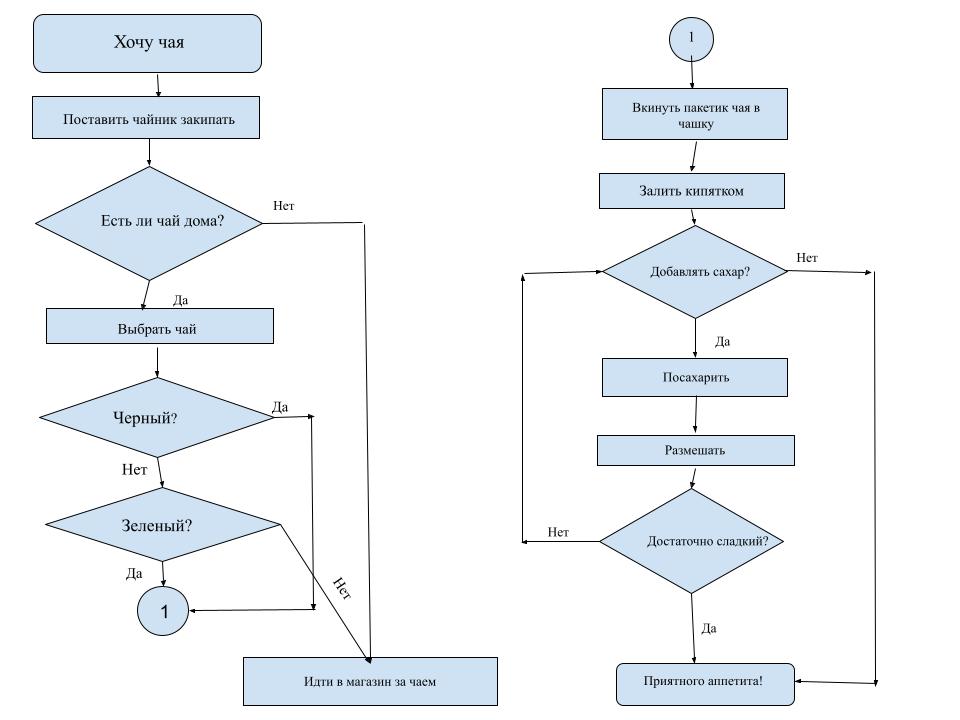 Хочу чая
Поставить чайник закипать
Есть ли чай дома?
Нет
Да
Выбрать чай
Черный?
Да
Нет
Зеленый?
Да
Нет
1
Идти в магазин за чаем
1
Вкинуть пакетик чая в
чашку
Залить кипятком
Добавлять сахар?
Нет
Да
Посахарить
Размешать
Достаточно сладкий?
Нет
Да
Приятного аппетита!